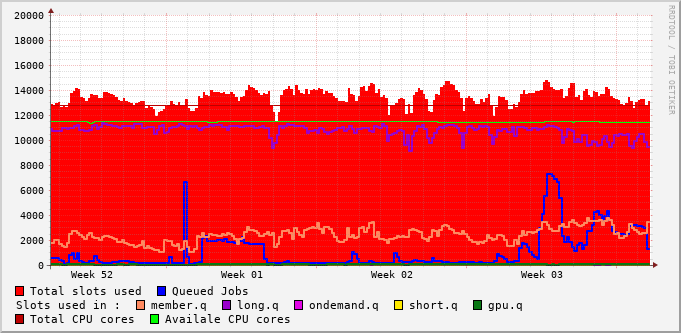 20000
18000
16000
14000
12000
10000
8000
6000
4000
2000
0
Week 52 Week 01 Week 02 Week 03
RRDTOOL / TOBI OETIKER
Total slots used Queued Jobs
Slots used in : member.q long.q ondemand.q short.q gpu.q
Total CPU cores Availale CPU cores